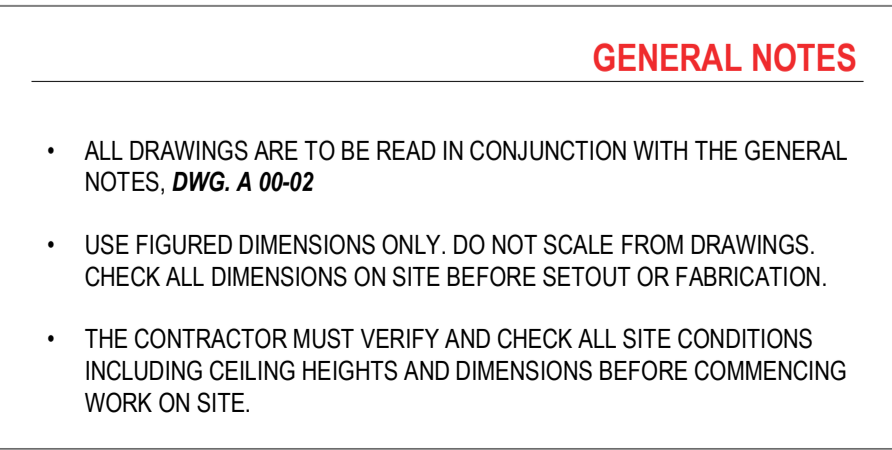 GENERAL NOTES
• ALL DRAWINGS ARE TO BE READ IN CONJUNCTION WITH THE GENERAL
NOTES, DWG. A 00-02
• USE FIGURED DIMENSIONS ONLY. DO NOT SCALE FROM DRAWINGS.
CHECK ALL DIMENSIONS ON SITE BEFORE SETOUT OR FABRICATION.
• THE CONTRACTOR MUST VERIFY AND CHECK ALL SITE CONDITIONS
INCLUDING CEILING HEIGHTS AND DIMENSIONS BEFORE COMMENCING
WORK ON SITE.